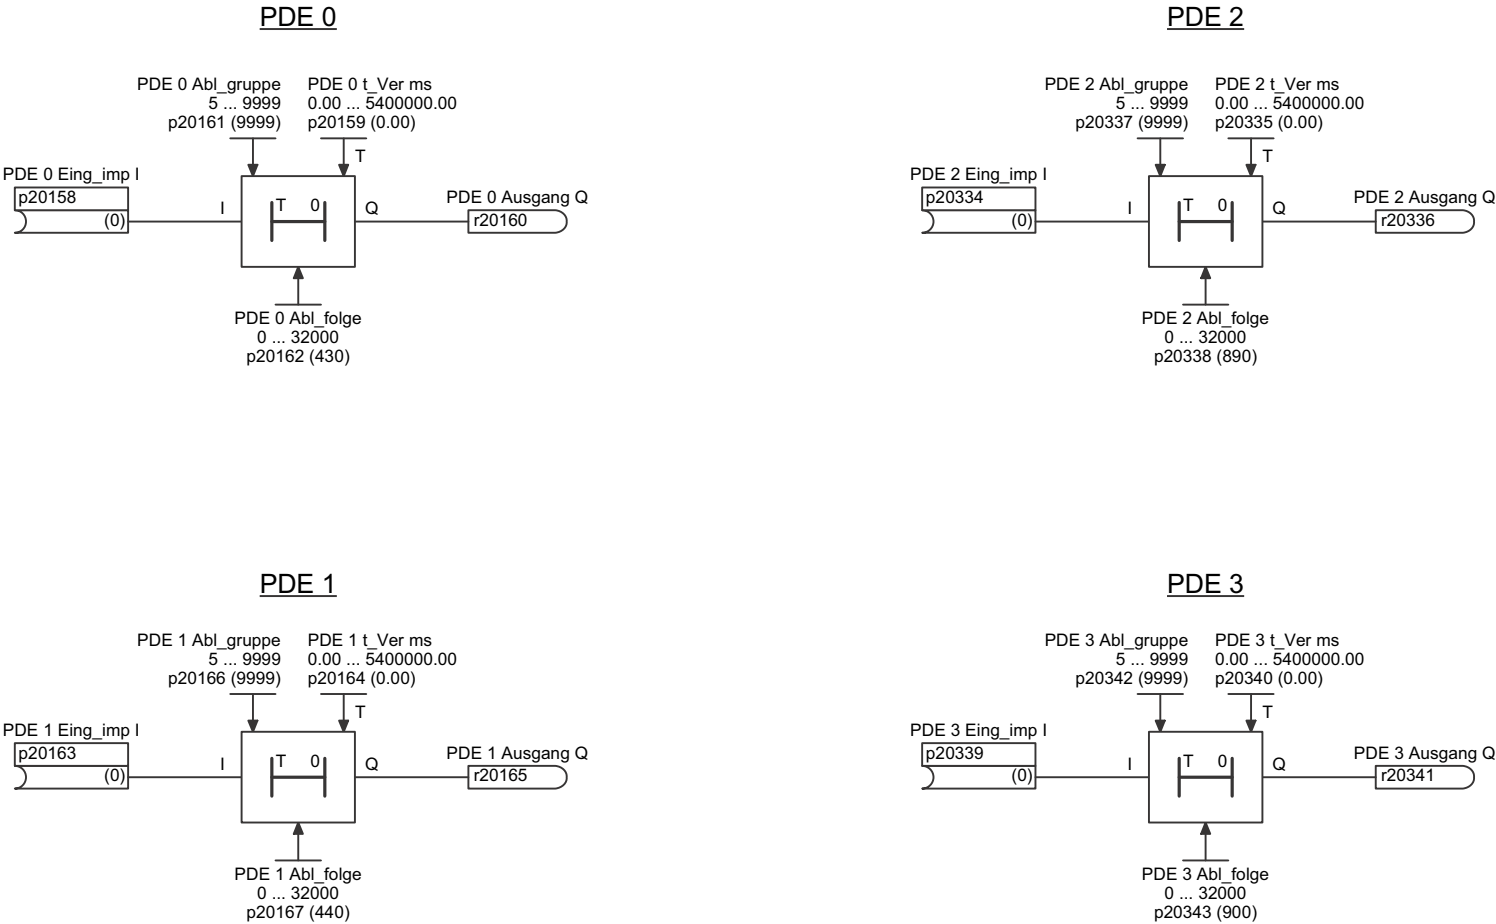 PDE 0
PDE 0 Abl_gruppe
5 ... 9999
p20161 (9999)
PDE 0 t_Ver ms
0.00 ... 5400000.00
p20159 (0.00)
T
PDE 0 Eing_imp I
p20158
(0)
I
T 0
Q
PDE 0 Ausgang Q
r20160
PDE 0 Abl_folge
0 ... 32000
p20162 (430)
PDE 2
PDE 2 Abl_gruppe
5 ... 9999
p20337 (9999)
PDE 2 t_Ver ms
0.00 ... 5400000.00
p20335 (0.00)
T
PDE 2 Eing_imp I
p20334
(0)
I
T 0
Q
PDE 2 Ausgang Q
r20336
PDE 2 Abl_folge
0 ... 32000
p20338 (890)
PDE 1
PDE 1 Abl_gruppe
5 ... 9999
p20166 (9999)
PDE 1 t_Ver ms
0.00 ... 5400000.00
p20164 (0.00)
T
PDE 1 Eing_imp I
p20163
(0)
I
T 0
Q
PDE 1 Ausgang Q
r20165
PDE 1 Abl_folge
0 ... 32000
p20167 (440)
PDE 3
PDE 3 Abl_gruppe
5 ... 9999
p20342 (9999)
PDE 3 t_Ver ms
0.00 ... 5400000.00
p20340 (0.00)
T
PDE 3 Eing_imp I
p20339
(0)
I
T 0
Q
PDE 3 Ausgang Q
r20341
PDE 3 Abl_folge
0 ... 32000
p20343 (900)